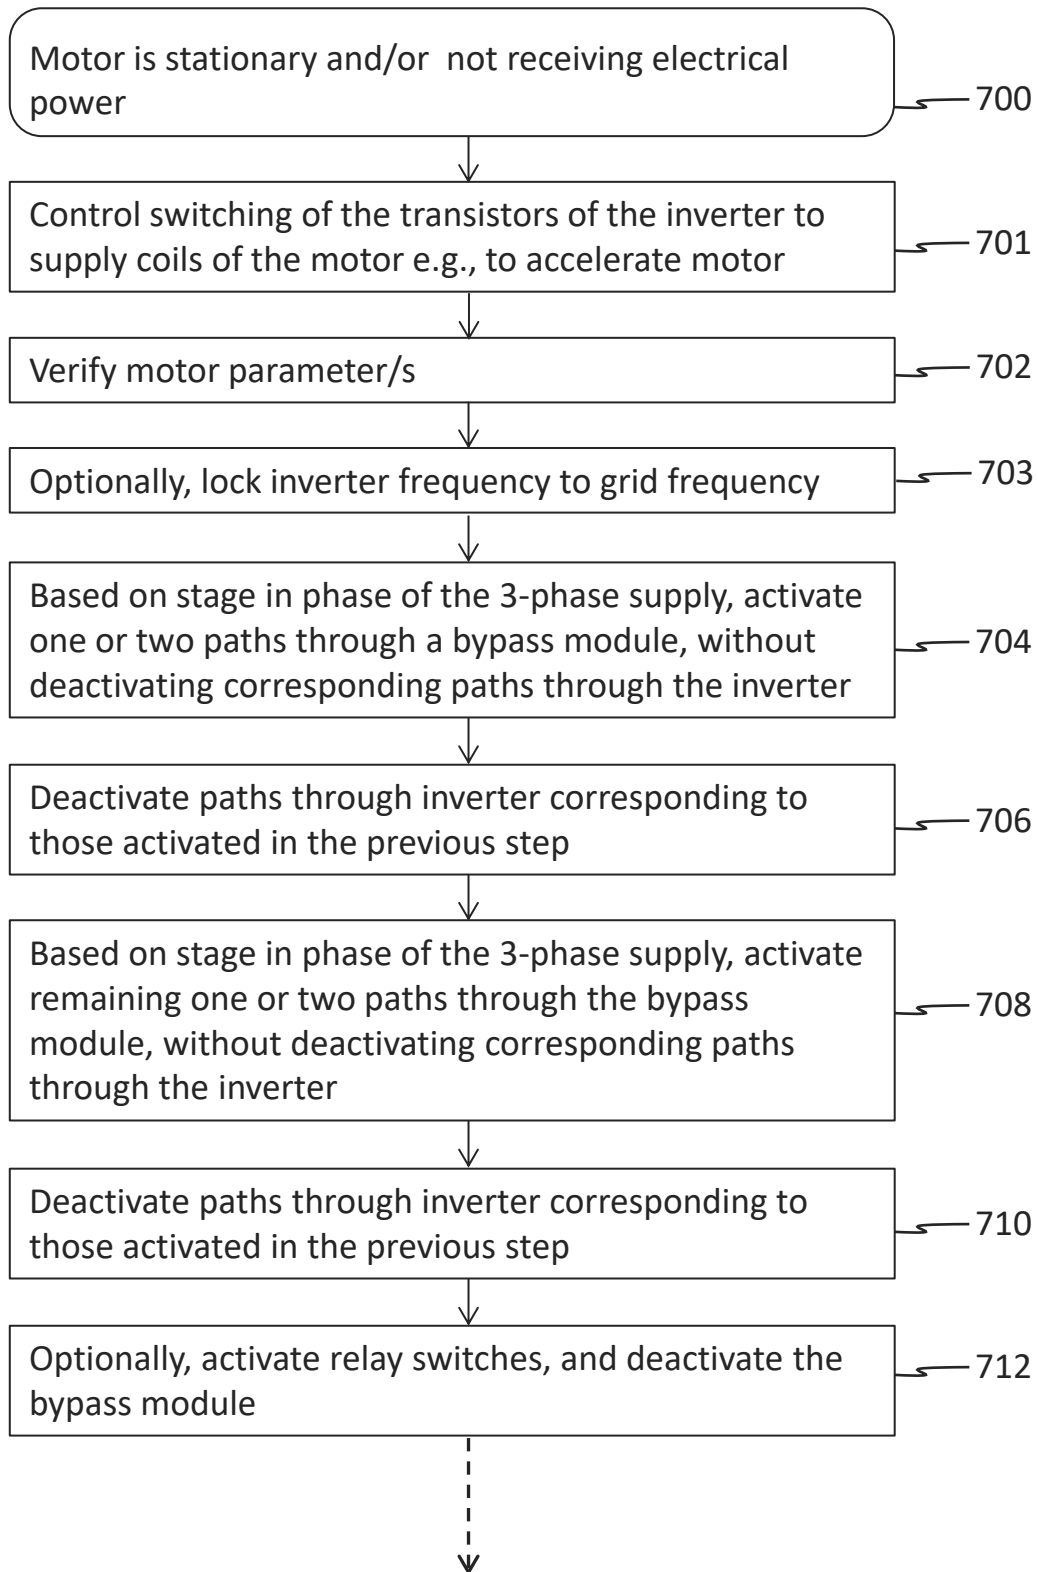 Motor is stationary and/or  not receiving electrical
power
700
Control switching of the transistors of the inverter to
supply coils of the motor e.g., to accelerate motor
701
Verify motor parameter/s
702
Optionally, lock inverter frequency to grid frequency
703
Based on stage in phase of the 3-phase supply, activate
one or two paths through a bypass module, without
deactivating corresponding paths through the inverter
704
Deactivate paths through inverter corresponding to
those activated in the previous step
706
Based on stage in phase of the 3-phase supply, activate
remaining one or two paths through the bypass
module, without deactivating corresponding paths
through the inverter
708
Deactivate paths through inverter corresponding to
those activated in the previous step
710
Optionally, activate relay switches, and deactivate the
bypass module
712